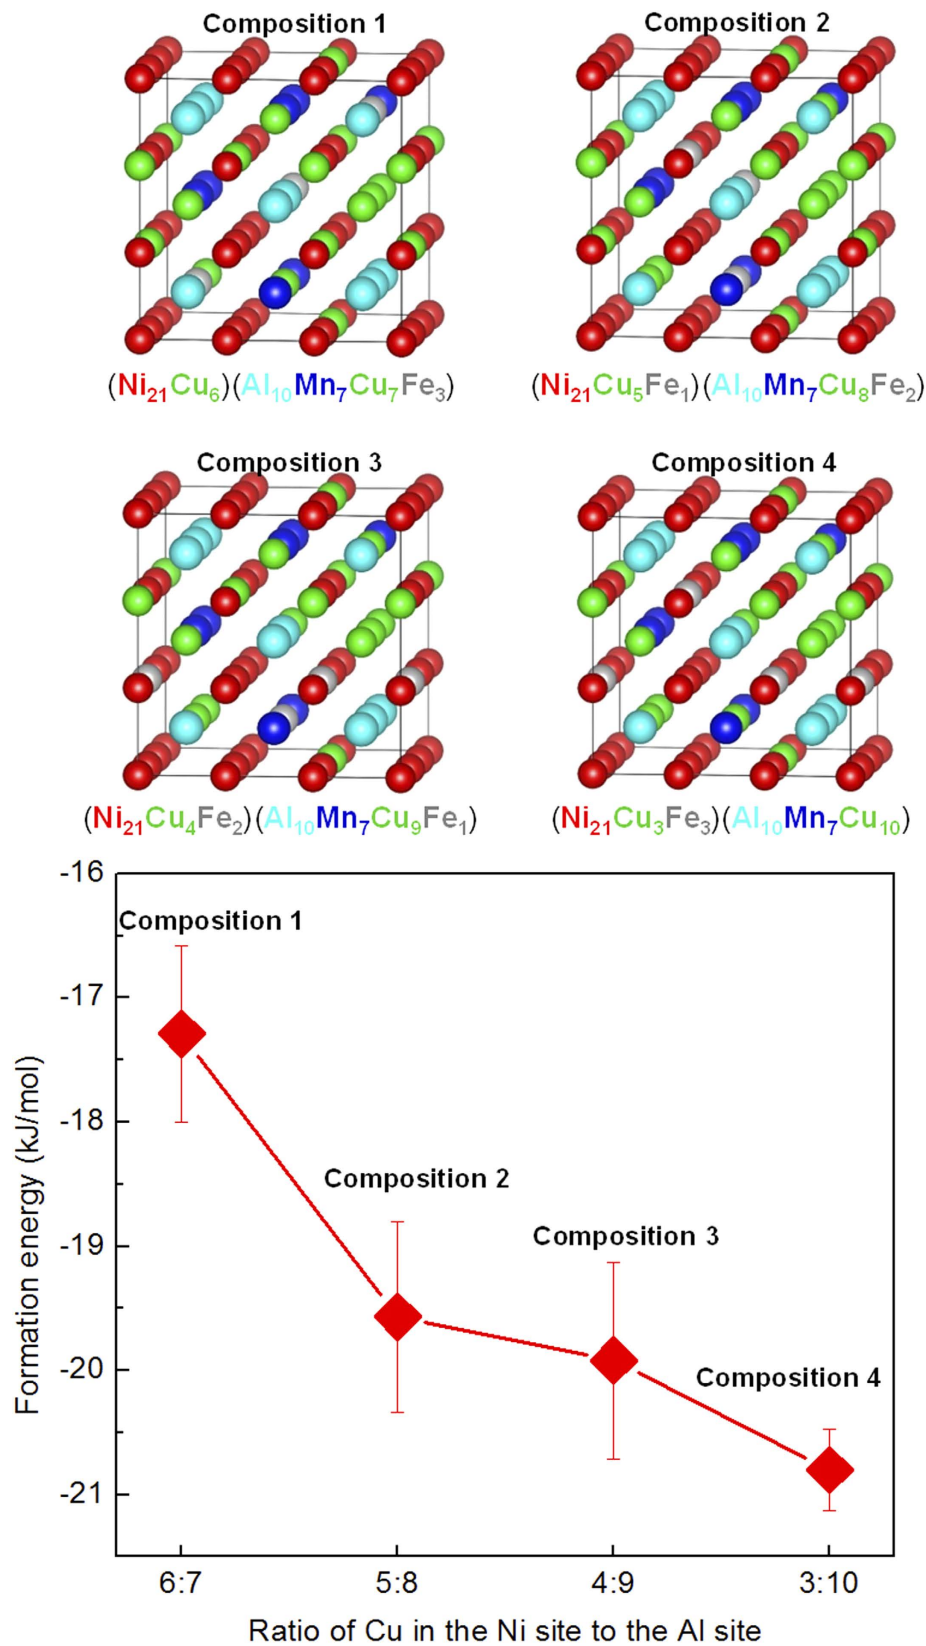 Composition 1
Composition 2
(Ni21Cu6)(Al10Mn7Cu7Fe3)
(Ni21Cu5Fe1)(Al10Mn7Cu8Fe2)
Composition 3
Composition 4
(Ni21Cu4Fe2)(Al10Mn7Cu9Fe1)
(Ni21Cu3Fe3)(Al10Mn7Cu10)
-16
Composition 1
-17
-18
Composition 2
-19
Composition 3
-20
Composition 4
-21
Formation energy (kJ/mol)
6:7 5:8 4:9 3:10
Ratio of Cu in the Ni site to the Al site